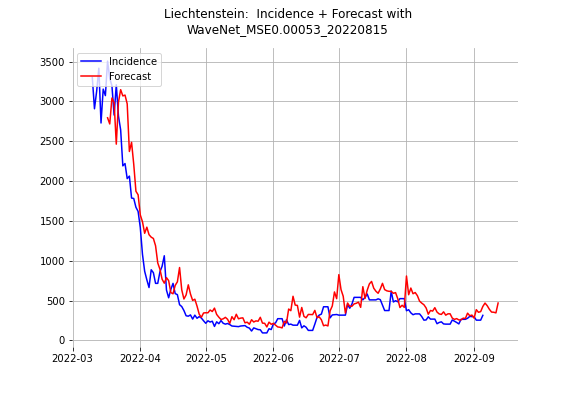 Liechtenstein:  Incidence + Forecast with
WaveNet_MSE0.00053_20220815
Incidence
Forecast
3500
3000
2500
2000
1500
1000
500
0
2022-03 2022-04 2022-05 2022-06 2022-07 2022-08 2022-09